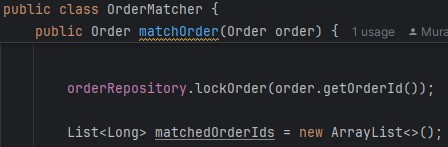 public class OrderMatcher {
public Order matchOrder(Order order) { 1 usage Mura
orderRepository.lockOrder(order.getOrderId());
List<Long> matchedOrderIds = new ArrayList<>();